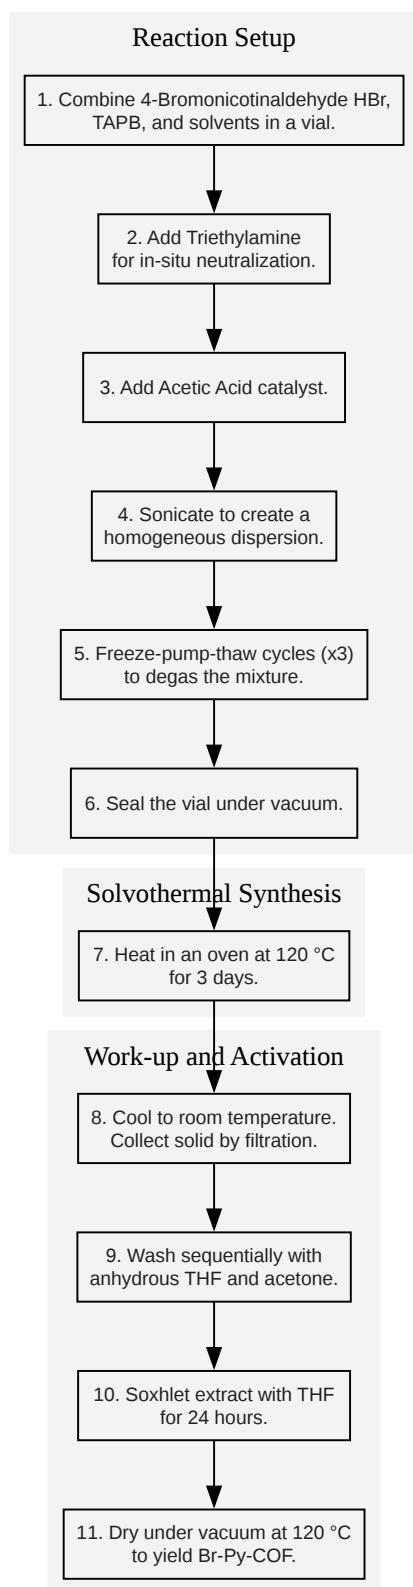 Reaction Setup
1. Combine 4-Bromonicotinaldehyde HBr,
TAPB, and solvents in a vial.
2. Add Triethylamine
for in-situ neutralization.
3. Add Acetic Acid catalyst.
4. Sonicate to create a
homogeneous dispersion.
5. Freeze-pump-thaw cycles (x3)
to degas the mixture.
6. Seal the vial under vacuum.
Solvothermal Synthesis
7. Heat in an oven at 120 °C
for 3 days.
Work-up and Activation
8. Cool to room temperature.
Collect solid by filtration.
9. Wash sequentially with
anhydrous THF and acetone.
10. Soxhlet extract with THF
for 24 hours.
11. Dry under vacuum at 120 °C
to yield Br-Py-COF.